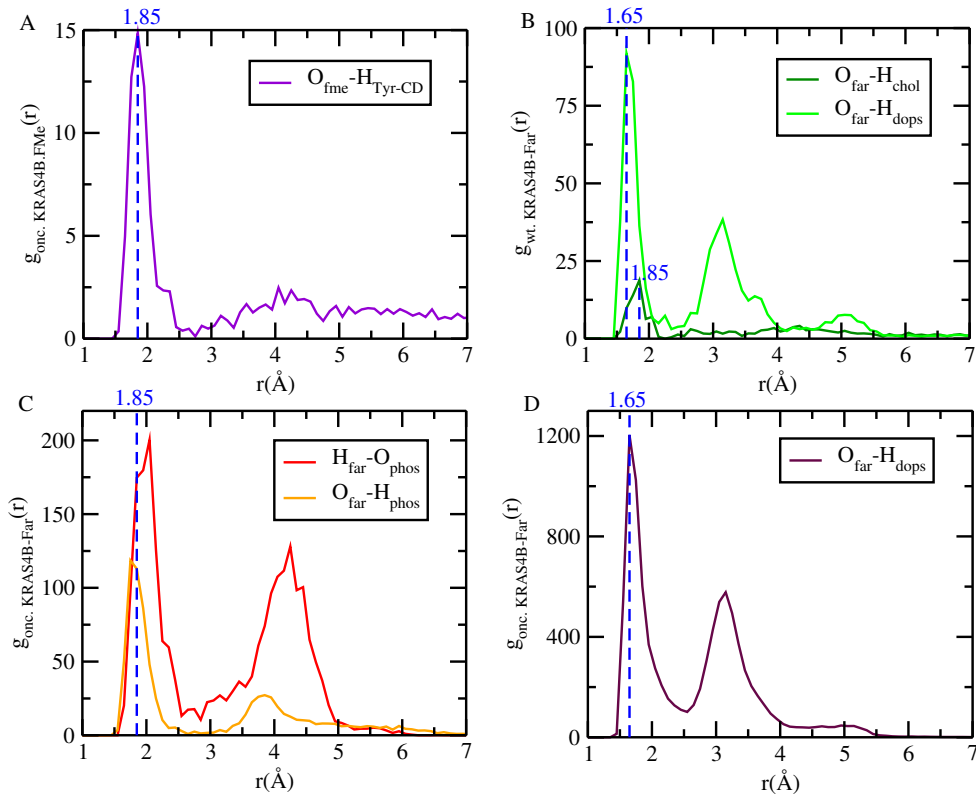 A
1.85
15
10
5
0
g_onc. KRAS4B.FMe(r)
O_fme-H_Tyr-CD
1 2 3 4 5 6 7
r(Å)
B
1.65
100
75
50
25
0
g_wt. KRAS4B-Far(r)
O_far-H_chol
O_far-H_dops
1.85
1 2 3 4 5 6 7
r(Å)
C
1.85
200
150
100
50
0
g_onc. KRAS4B-Far(r)
H_far-O_phos
O_far-H_phos
1 2 3 4 5 6 7
r(Å)
D
1.65
1200
900
600
300
0
g_onc. KRAS4B-Far(r)
O_far-H_dops
1 2 3 4 5 6 7
r(Å)